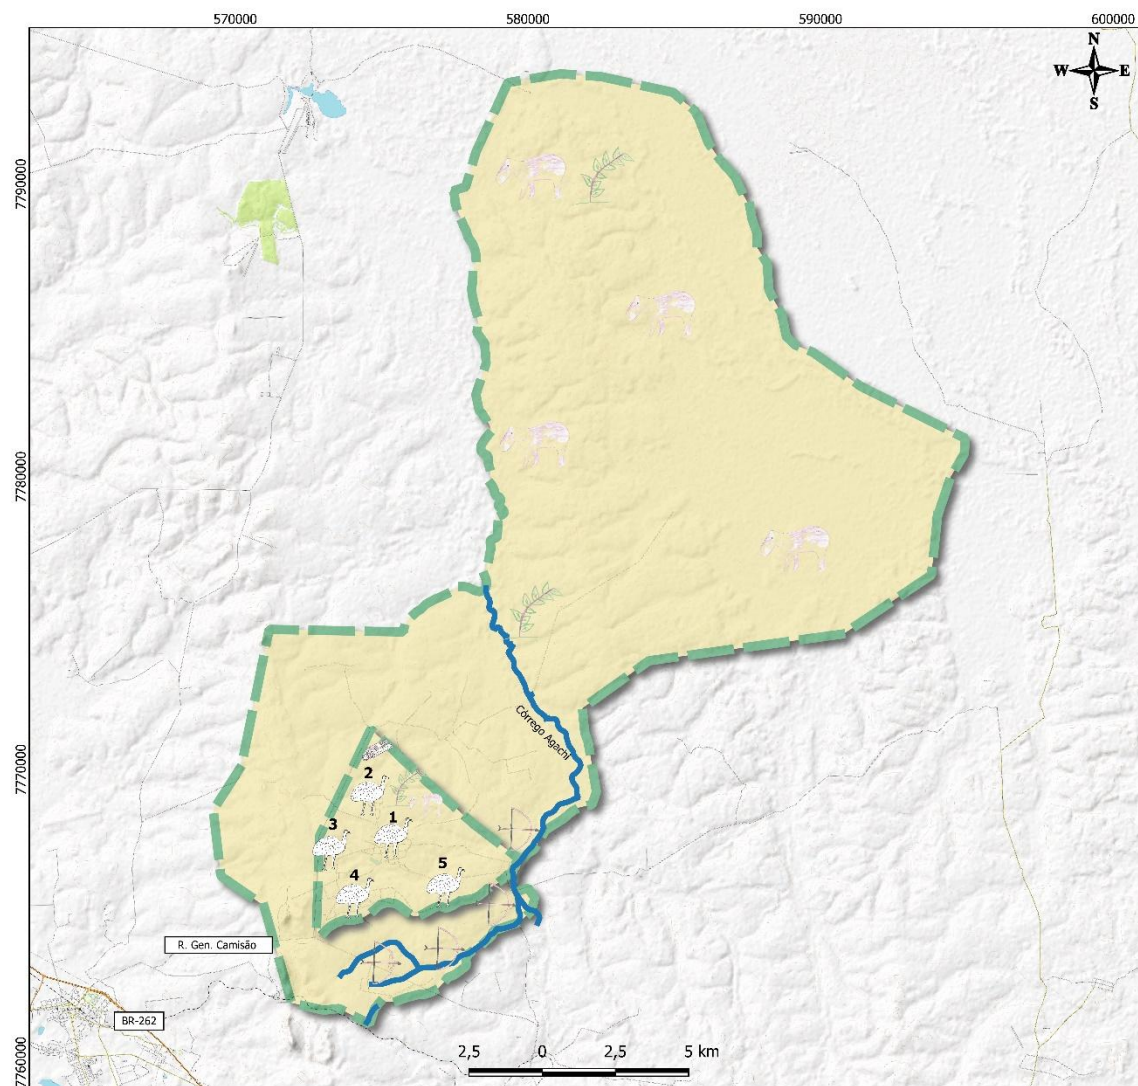 570000 580000 590000 600000
N
W E
S
7790000
7780000
7770000
7760000
Córrego Agachi
2
3 1
4 5
R. Gen. Camisão
BR-262
2,5 0 2,5 5 km